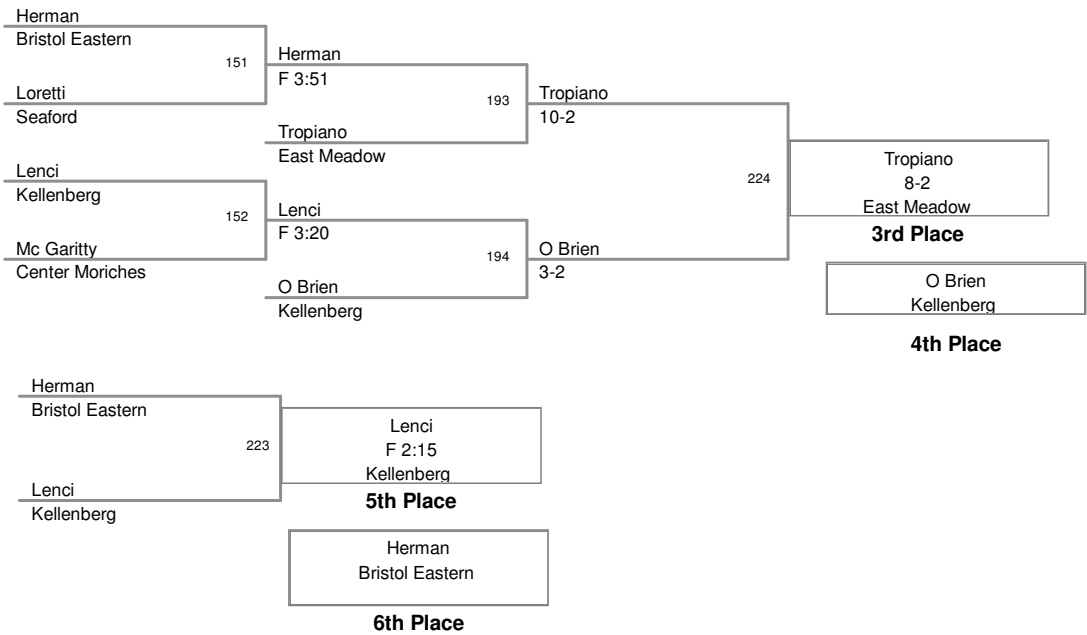 Herman
Bristol Eastern
151
Loretti
Seaford
Herman
F 3:51
193
Tropiano
East Meadow
Lenci
Kellenberg
152
Mc Garitty
Center Moriches
Lenci
F 3:20
194
O Brien
Kellenberg
Tropiano
10-2
224
O Brien
3-2
Tropiano
8-2
East Meadow
3rd Place
O Brien
Kellenberg
4th Place
Herman
Bristol Eastern
223
Lenci
Kellenberg
Lenci
F 2:15
Kellenberg
5th Place
Herman
Bristol Eastern
6th Place